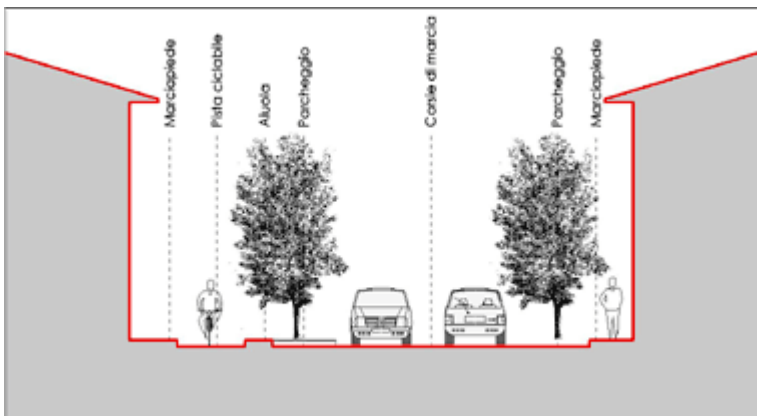 Marciapiede
Pista ciclabile
Aiuola
Parcheggio
Corsie di marcia
Parcheggio
Marciapiede